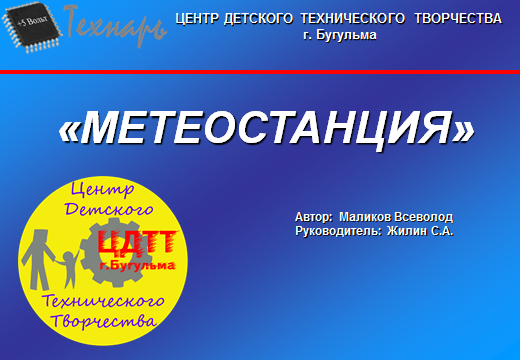 +5 Вольт
Технарь
ЦЕНТР ДЕТСКОГО ТЕХНИЧЕСКОГО ТВОРЧЕСТВА
г. Бугульма
«МЕТЕОСТАНЦИЯ»
Центр
Детского
ЦДТТ
г.Бугульма
Технического
Творчества
Автор: Маликов Всеволод
Руководитель: Жилин С.А.